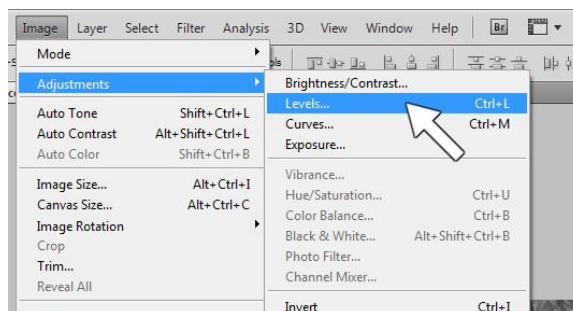 Image Layer Select Filter Analysis 3D View Window Help Br
Mode
Adjustments
Auto Tone Shift+Ctrl+L
Auto Contrast Alt+Shift+Ctrl+L
Auto Color Shift+Ctrl+B
Image Size... Alt+Ctrl+I
Canvas Size... Alt+Ctrl+C
Image Rotation
Crop
Trim...
Reveal All
Brightness/Contrast...
Levels... Ctrl+L
Curves... Ctrl+M
Exposure...
Vibrance...
Hue/Saturation... Ctrl+U
Color Balance... Ctrl+B
Black & White... Alt+Shift+Ctrl+B
Photo Filter...
Channel Mixer...
Invert Ctrl+I